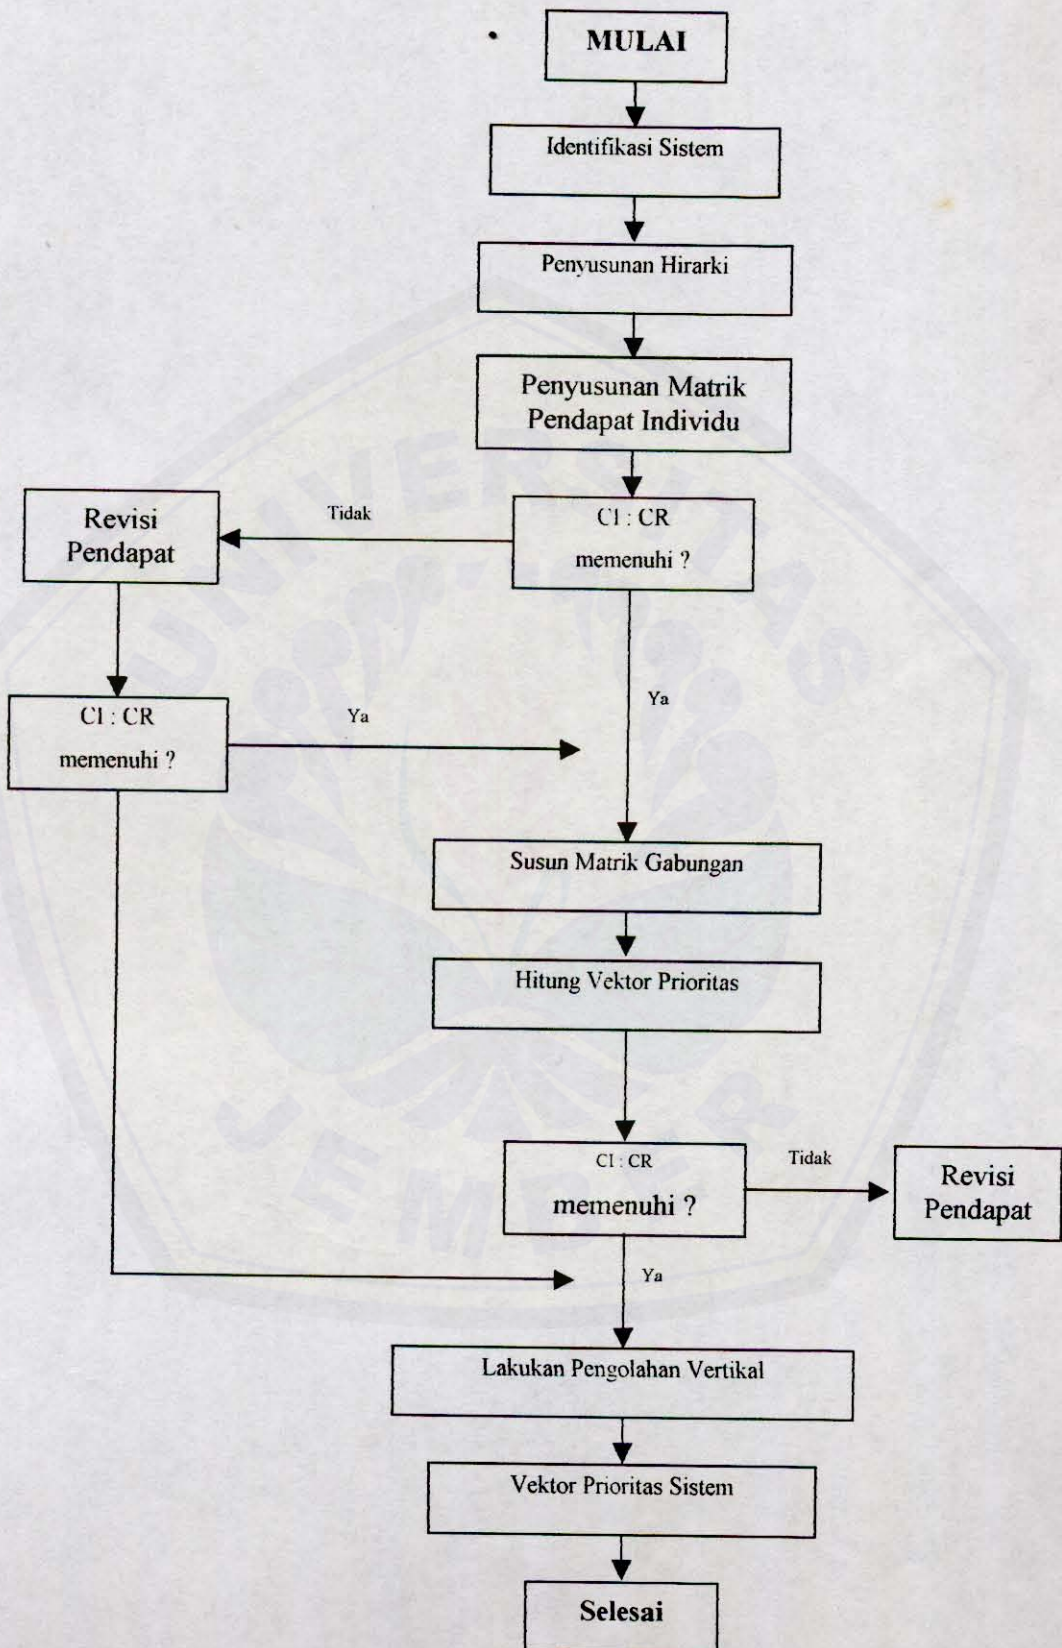 MULAI
Identifikasi Sistem
Penyusunan Hirarki
Penyusunan Matrik
Pendapat Individu
Revisi
Pendapat
Tidak
CI : CR
memenuhi ?
CI : CR
memenuhi ?
Ya
Ya
Susun Matrik Gabungan
Hitung Vektor Prioritas
CI : CR
memenuhi ?
Tidak
Revisi
Pendapat
Ya
Lakukan Pengolahan Vertikal
Vektor Prioritas Sistem
Selesai
UNIVERSITAS
JEMBER